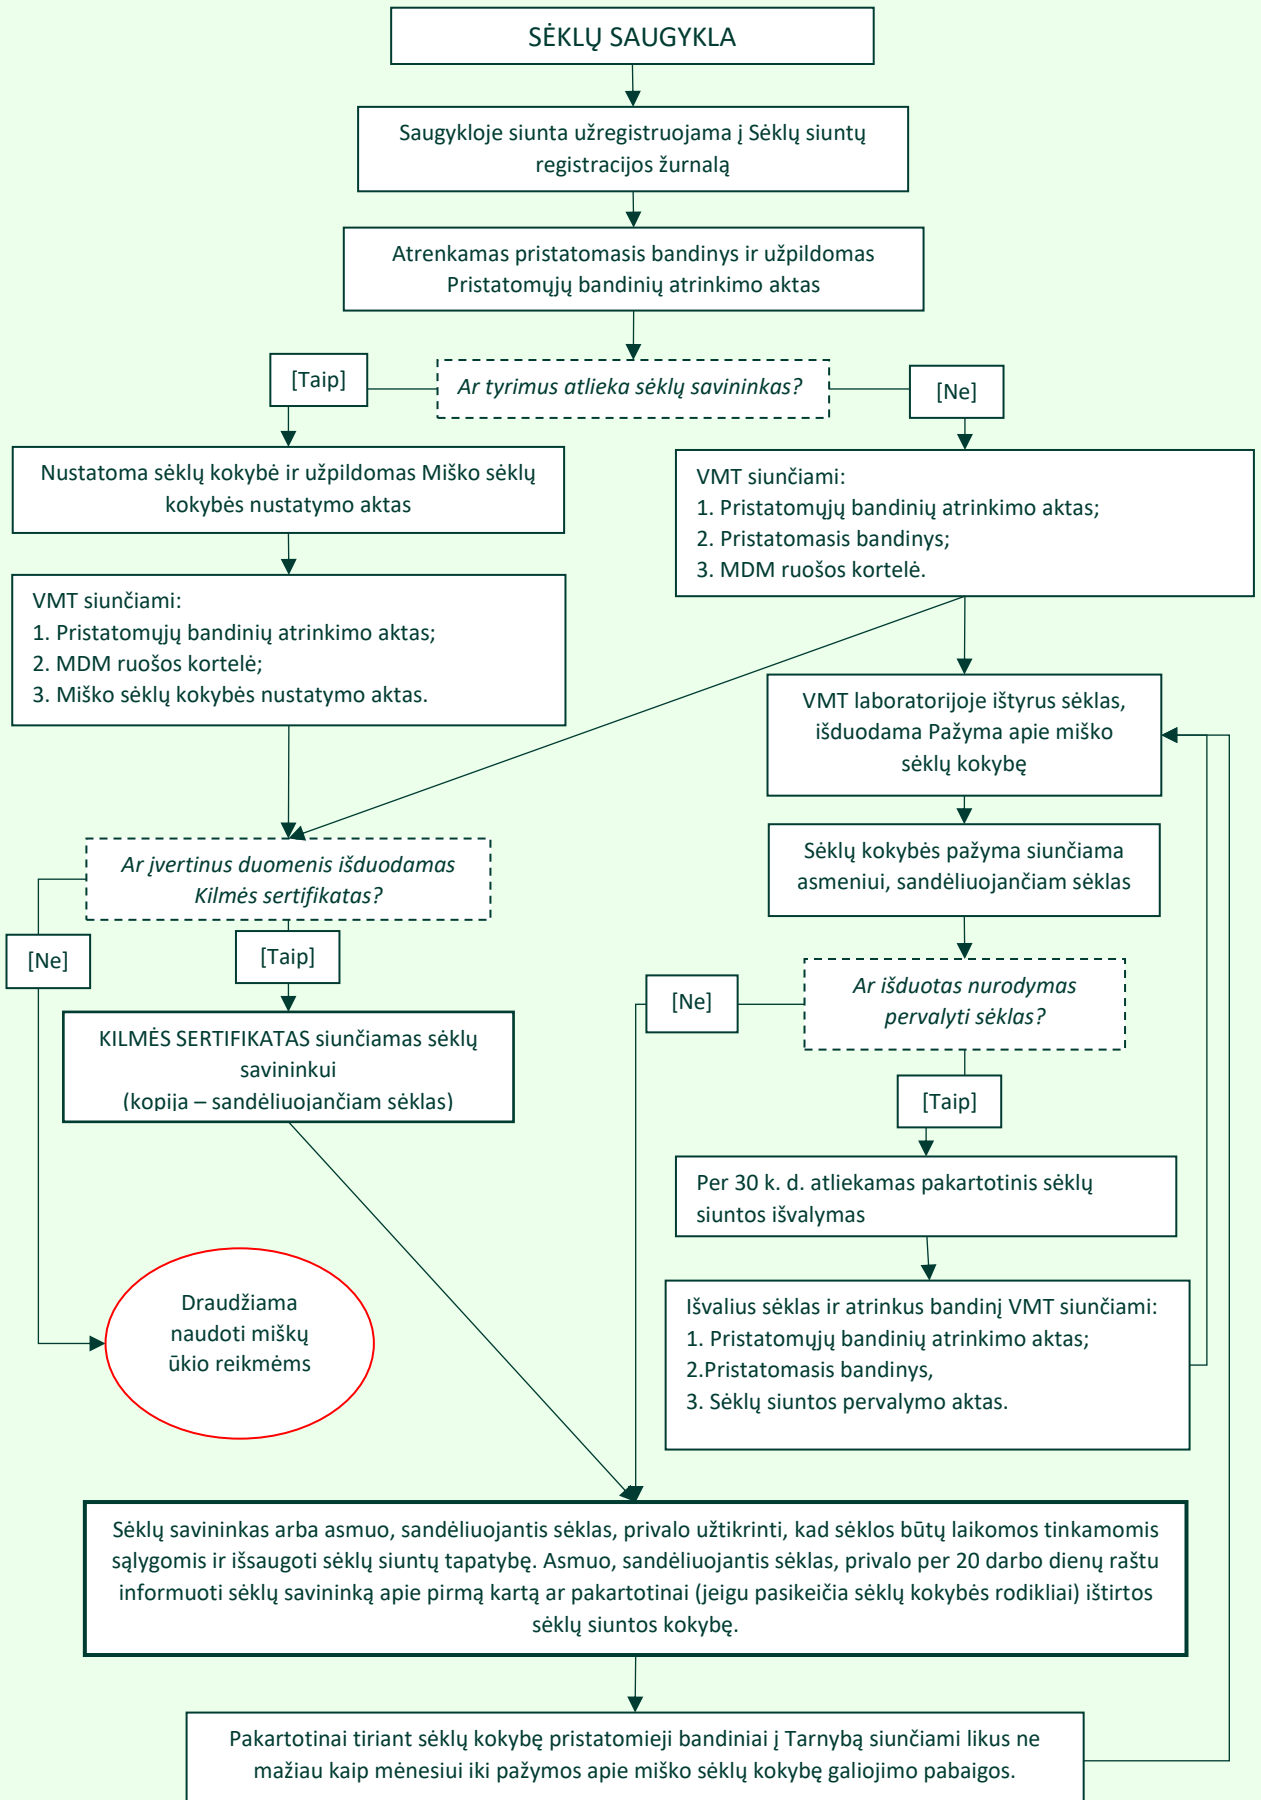 SĖKLŲ SAUGYKLA
Saugykloje siunta užregistruojama į Sėklų siuntų
registracijos žurnalą
Atrenkamas pristatomasis bandinys ir užpildomas
Pristatomųjų bandinių atrinkimo aktas
Ar tyrimus atlieka sėklų savininkas?
[Taip]
[Ne]
Nustatoma sėklų kokybė ir užpildomas Miško sėklų
kokybės nustatymo aktas
VMT siunčiami:
1. Pristatomųjų bandinių atrinkimo aktas;
2. MDM ruošos kortelė;
3. Miško sėklų kokybės nustatymo aktas.
VMT siunčiami:
1. Pristatomųjų bandinių atrinkimo aktas;
2. Pristatomasis bandinys;
3. MDM ruošos kortelė.
VMT laboratorijoje ištyrus sėklas,
išduodama Pažyma apie miško
sėklų kokybę
Sėklų kokybės pažyma siunčiama
asmeniui, sandėliuojančiam sėklas
Ar įvertinus duomenis išduodamas
Kilmės sertifikatas?
[Ne]
[Taip]
KILMĖS SERTIFIKATAS siunčiamas sėklų
savininkui
(kopija – sandėliuojančiam sėklas)
Draudžiama
naudoti miškų
ūkio reikmėms
Ar išduotas nurodymas
pervalyti sėklas?
[Ne]
[Taip]
Per 30 k. d. atliekamas pakartotinis sėklų
siuntos išvalymas
Išvalius sėklas ir atrinkus bandinį VMT siunčiami:
1. Pristatomųjų bandinių atrinkimo aktas;
2.Pristatomasis bandinys,
3. Sėklų siuntos pervalymo aktas.
Sėklų savininkas arba asmuo, sandėliuojantis sėklas, privalo užtikrinti, kad sėklos būtų laikomos tinkamomis
sąlygomis ir išsaugoti sėklų siuntų tapatybę. Asmuo, sandėliuojantis sėklas, privalo per 20 darbo dienų raštu
informuoti sėklų savininką apie pirmą kartą ar pakartotinai (jeigu pasikeičia sėklų kokybės rodikliai) ištirtos
sėklų siuntos kokybę.
Pakartotinai tiriant sėklų kokybę pristatomieji bandiniai į Tarnybą siunčiami likus ne
mažiau kaip mėnesiui iki pažymos apie miško sėklų kokybę galiojimo pabaigos.